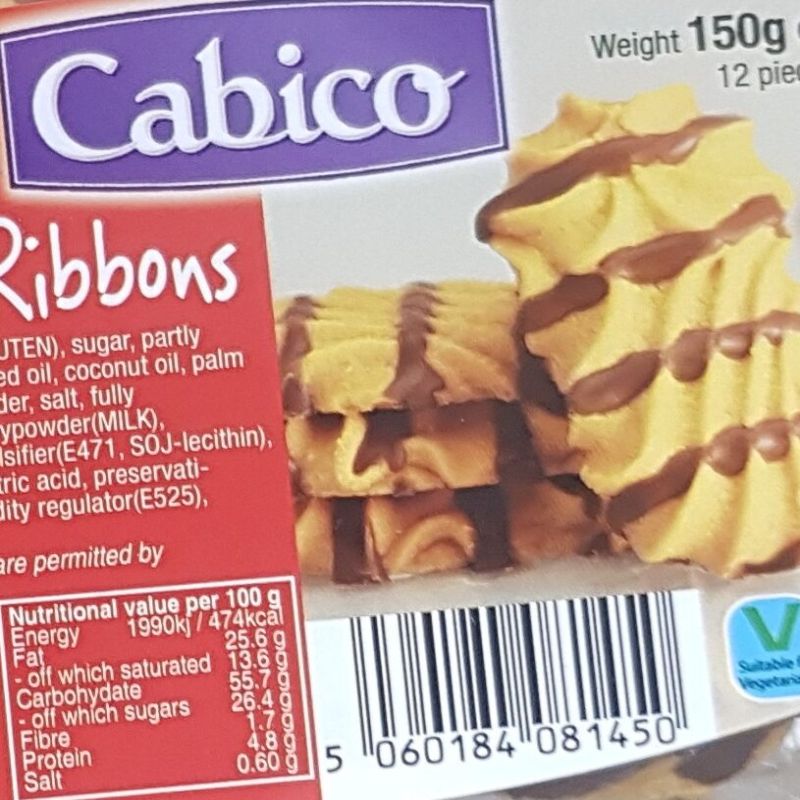 Cabico
Weight 150g
12 pie
Ribbons
UTEN), sugar, partly
ed oil, coconut oil, palm
der, salt, fully
ypowder(MILK),
lsifier(E471, SOJ-lecithin),
tric acid, preservati-
dity regulator(E525),
are permitted by
Nutritional value per 100 g
Energy 1990kj / 474kcal
Fat 25.6 g
- off which saturated 13.6 g
Carbohydate 55.7 g
- off which sugars 26.4 g
Fibre 1.7 g
Protein 4.8 g
Salt 0.60 g
5 060184 081450
V
Suitable f
Vegetaria